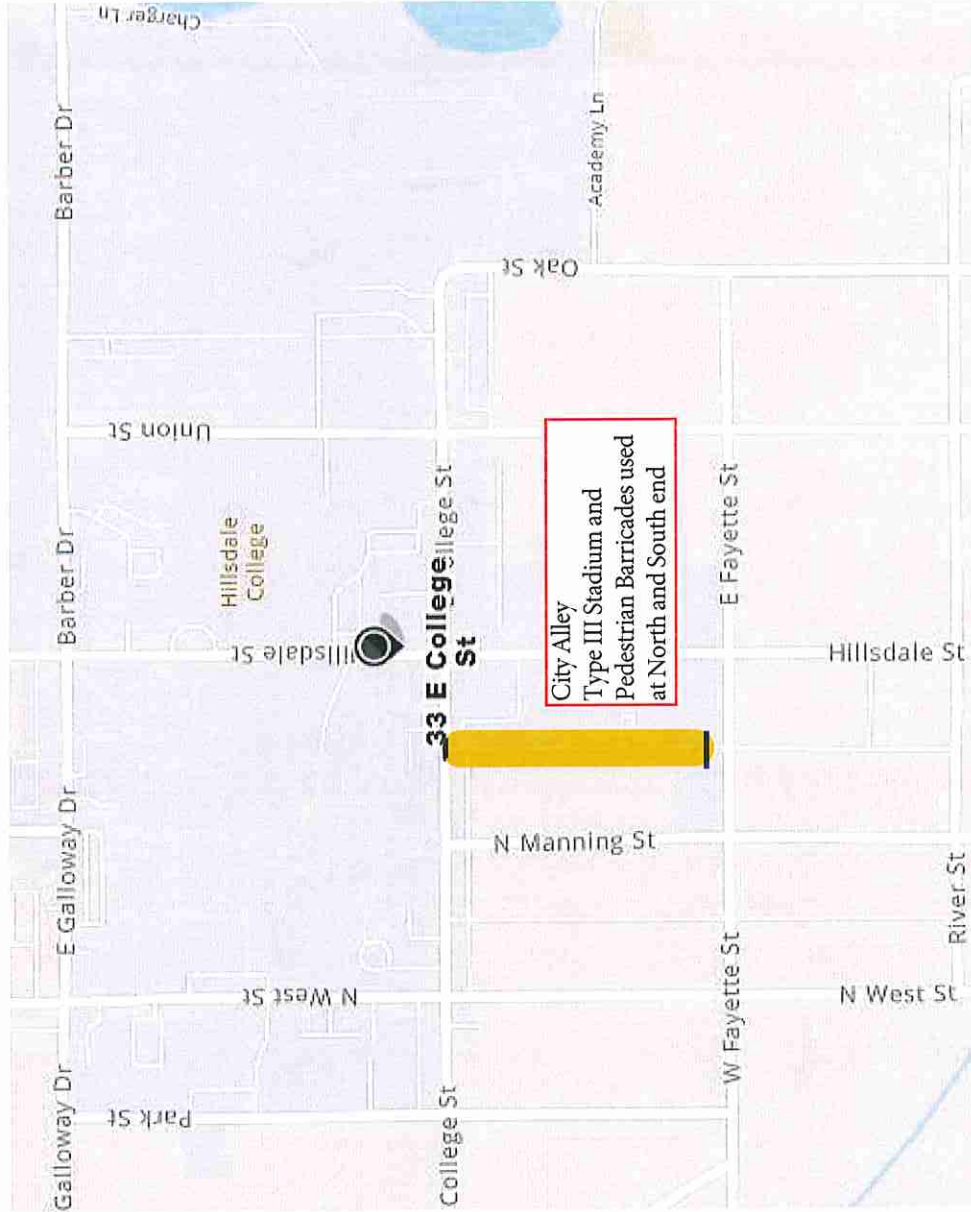 Charger Ln
Barber Dr
Academy Ln
Oak St
Union St
Barber Dr
Hillsdale
College
Hillsdale St
33 E College
St
College St
City Alley
Type III Stadium and
Pedestrian Barricades used
at North and South end
E Fayette St
Hillsdale St
E Galloway Dr
N Manning St
N West St
W Fayette St
River St
N West St
Galloway Dr
Park St
College St